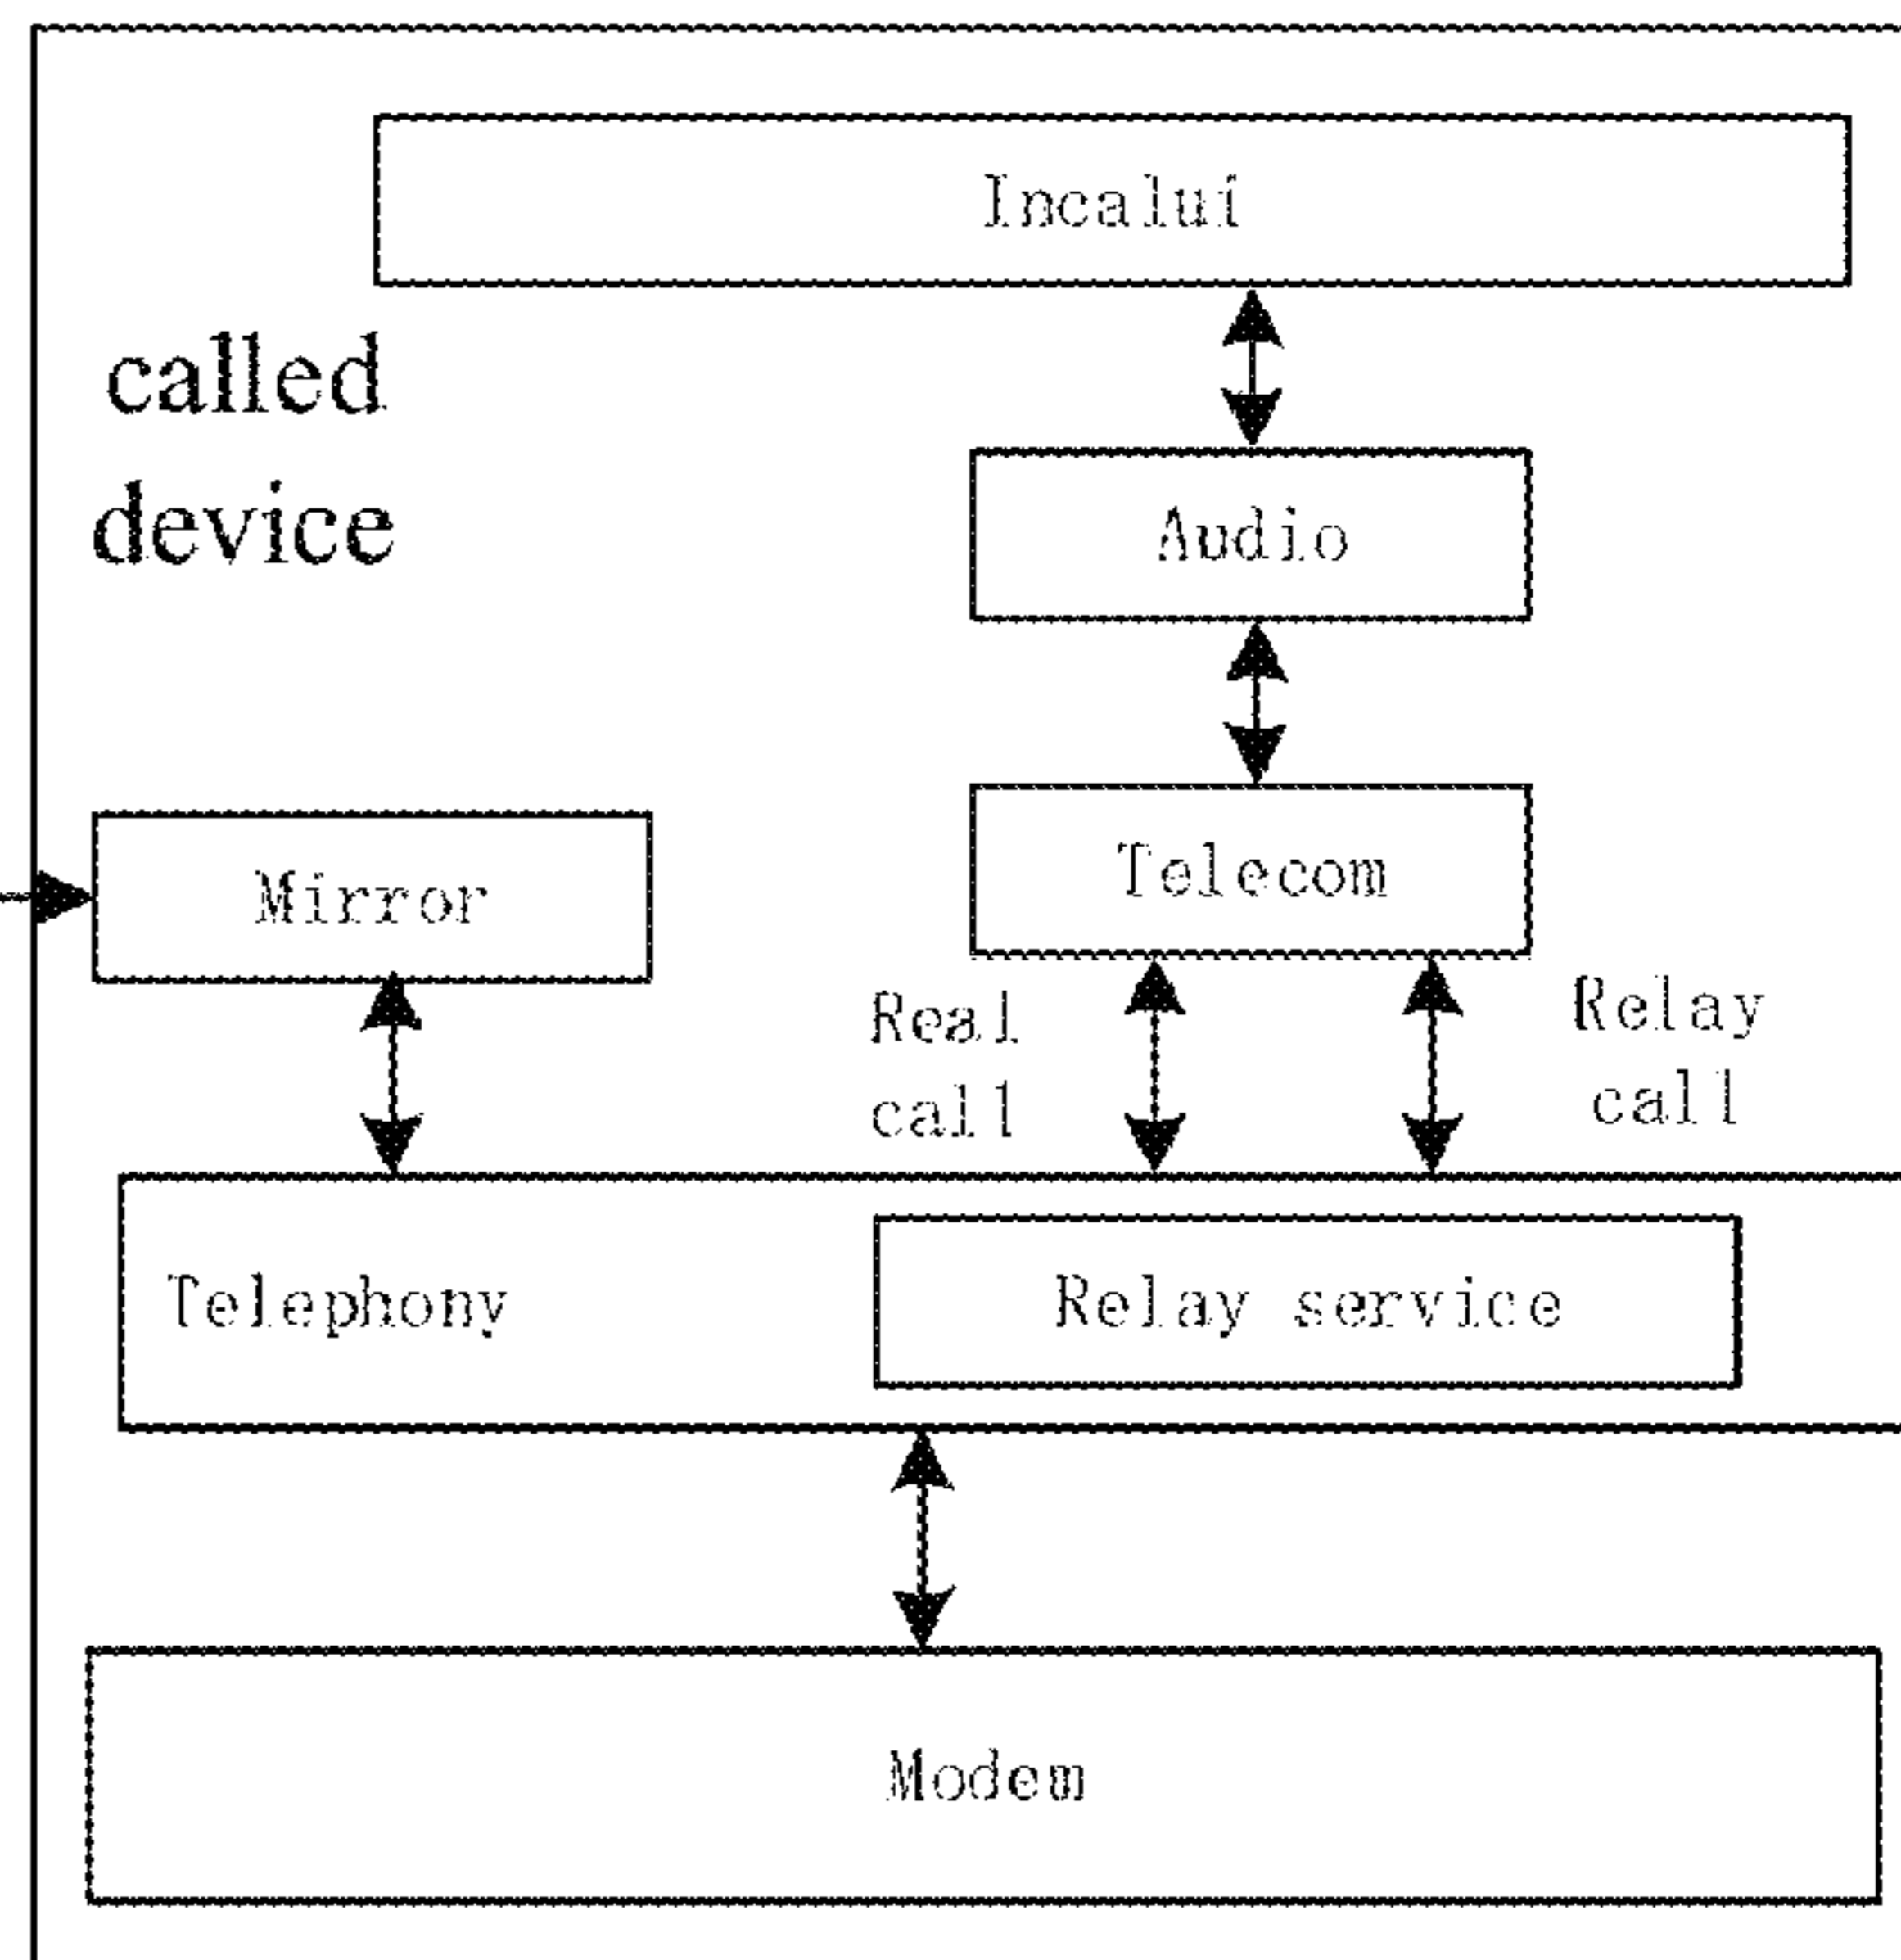 Incalui
called
device
Audio
Telecom
Mirror
Real
call
Relay
call
Telephony
Relay service
Modem